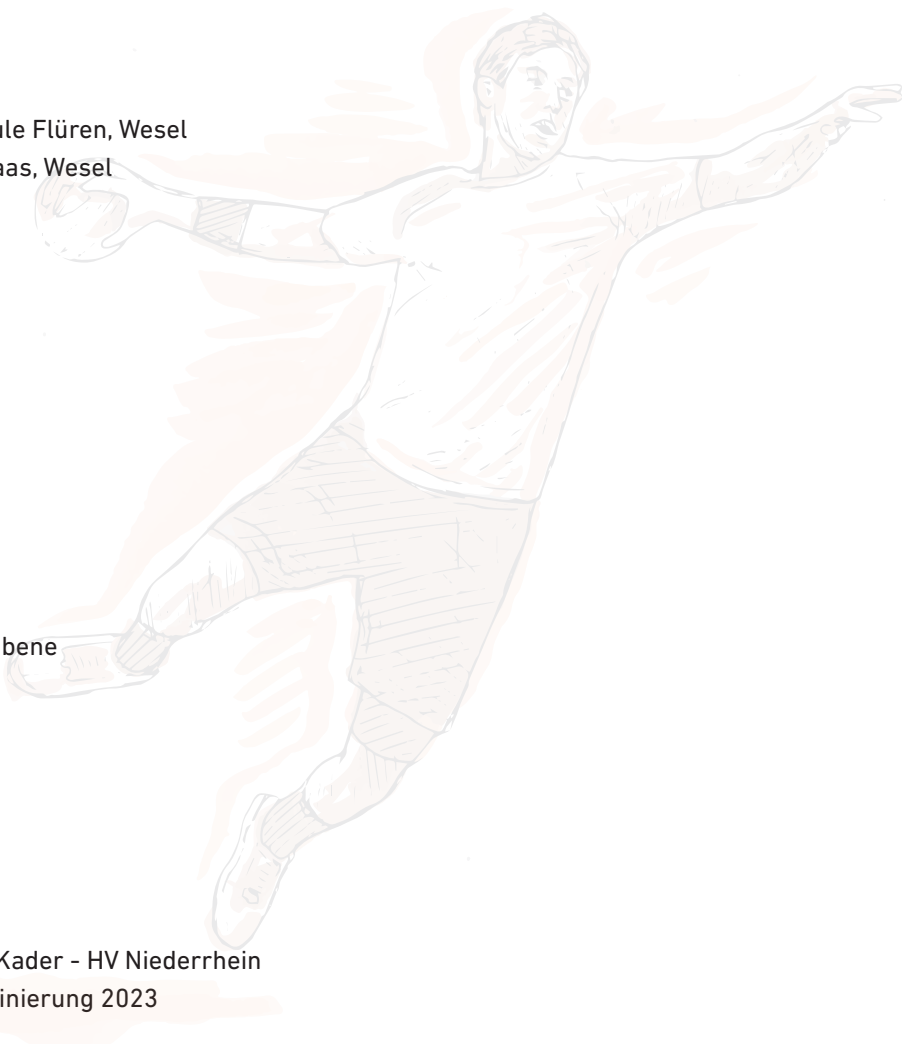 ule Flüren, Wesel
aas, Wesel
bene
Kader - HV Niederrhein
inierung 2023